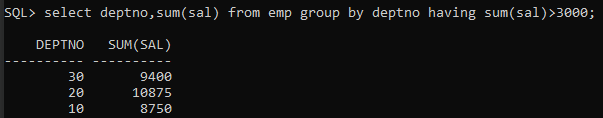 SQL> select deptno,sum(sal) from emp group by deptno having sum(sal)>3000;
DEPTNO SUM(SAL)
---------- ----------
30 9400
20 10875
10 8750